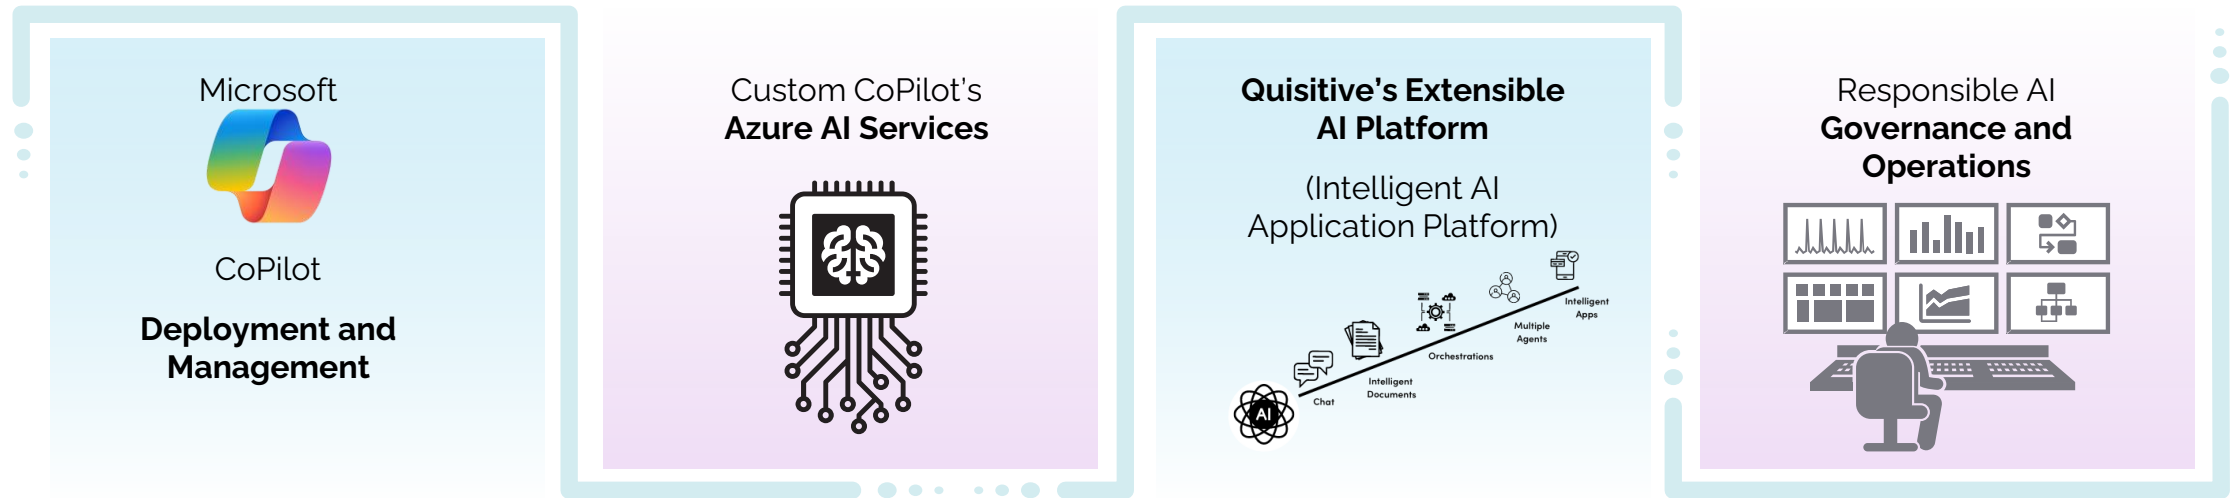 Microsoft
CoPilot
Deployment and
Management
Custom CoPilot’s
Azure AI Services
Quisitive’s Extensible
AI Platform
(Intelligent AI
Application Platform)
AI
Chat
Intelligent
Documents
Orchestrations
Multiple
Agents
Intelligent
Apps
Responsible AI
Governance and
Operations